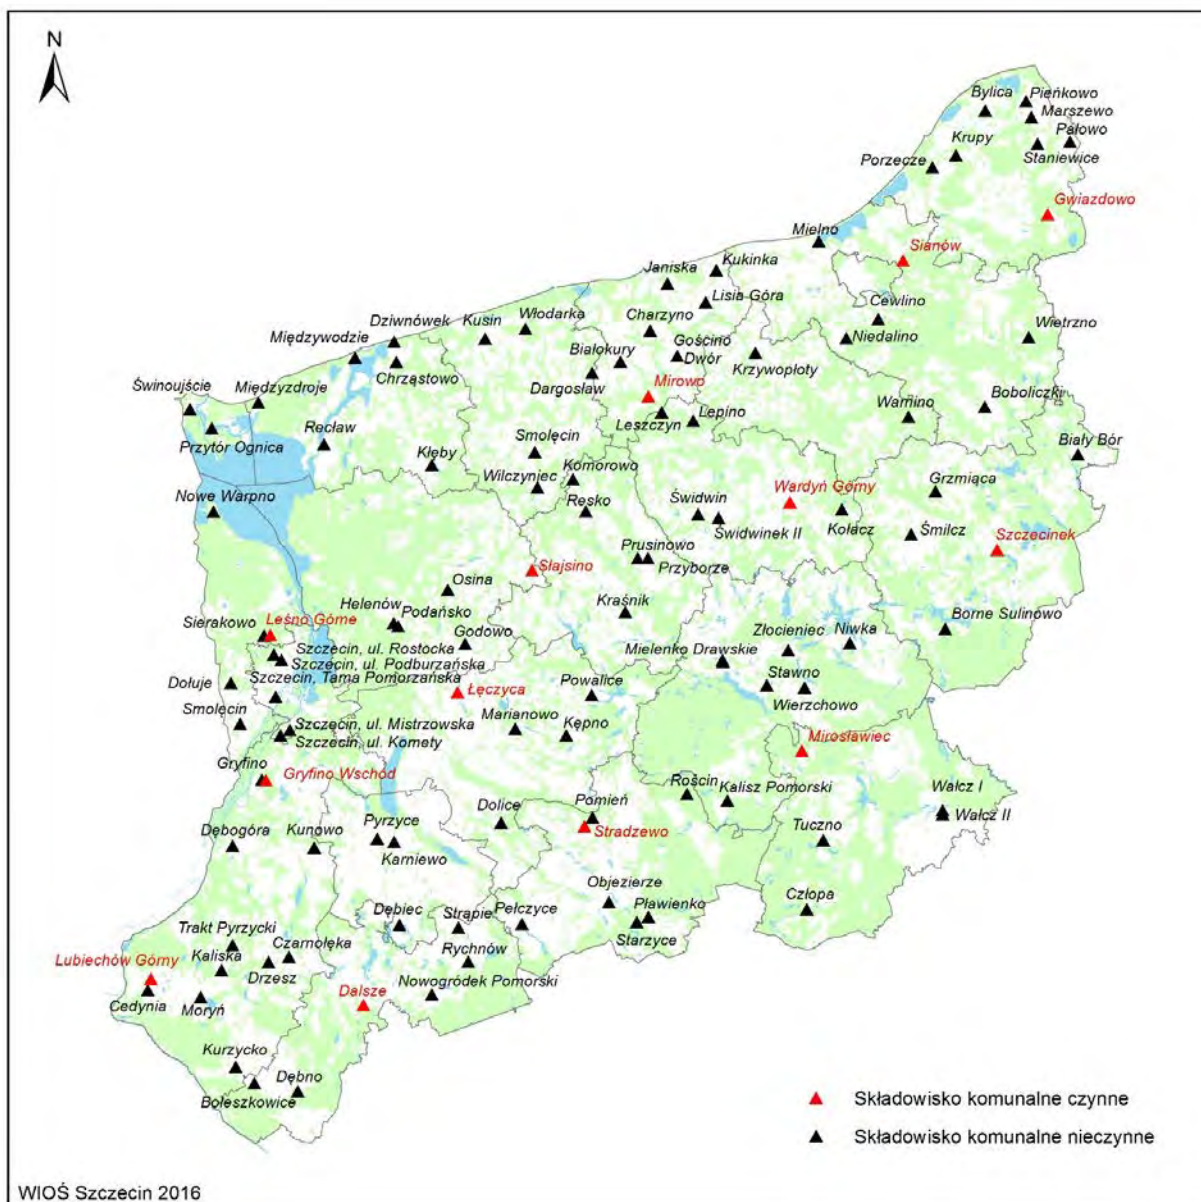 N
Bylica
Pieńkowo
Marszewo
Pałowo
Krupy
Staniewice
Porzecze
Gwiazdowo
Mielno
Sianów
Kukinka
Janiska
Lisia Góra
Cewlino
Włodarka
Charzyno
Wietrzno
Dziwnówek
Kusin
Niedalino
Międzywodzie
Gościno
Dwór
Białokury
Krzywopłoty
Chrząstowo
Świnoujście
Międzyzdroje
Dargosław
Mirowo
Boboliczki
Warnino
Leszczyn
Lepino
Recław
Przytór Ognica
Smolęcin
Biały Bór
Kłęby
Komorowo
Wilczyniec
Grzmiąca
Nowe Warpno
Resko
Świdwin
Wardyń Górny
Świdwinek II
Kołacz
Śmilcz
Szczecinek
Prusinowo
Przyborze
Słajsino
Osina
Helenów
Podańsko
Kraśnik
Borne Sulinowo
Sierakowo
Leśno Górne
Godowo
Złocieniec
Niwka
Szczecin, ul. Rostocka
Mielenko Drawskie
Szczecin, ul. Podburzańska
Szczecin, Tama Pomorzańska
Stawno
Dołuje
Łęczyca
Powalice
Wierzchowo
Smolęcin
Marianowo
Kępno
Szczecin, ul. Mistrzowska
Szczecin, ul. Komety
Mirosławiec
Gryfino
Gryfino Wschód
Rościn
Kalisz Pomorski
Wałcz I
Wałcz II
Dolice
Pomień
Stradzewo
Dębogóra
Kunowo
Pyrzyce
Karniewo
Tuczno
Objezierze
Człopa
Dębiec
Strąpie
Pełczyce
Pławienko
Starzyce
Trakt Pyrzycki
Czarnołęka
Kaliska
Drzesz
Rychnów
Lubiechów Górny
Dalsze
Nowogródek Pomorski
Cedynia
Moryń
Kurzycko
Dębno
Boleszkowice
Składowisko komunalne czynne
Składowisko komunalne nieczynne
WIOŚ Szczecin 2016